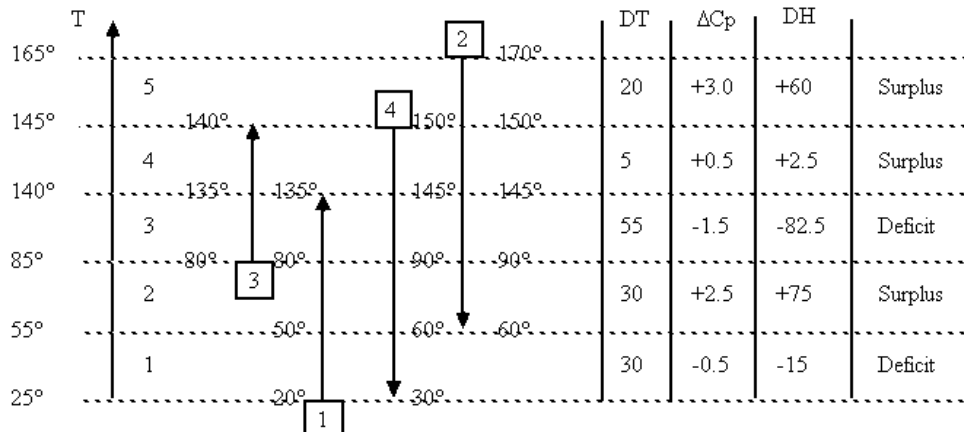 T DT ΔCp DH
2
165° 170°
5 20 +3.0 +60 Surplus
4
145° 140° 150° 150°
4 5 +0.5 +2.5 Surplus
140° 135° 135° 145° 145°
3 55 -1.5 -82.5 Deficit
85° 80° 80° 90° 90°
3
2 30 +2.5 +75 Surplus
55° 50° 60° 60°
1 30 -0.5 -15 Deficit
25° 20° 30°
1